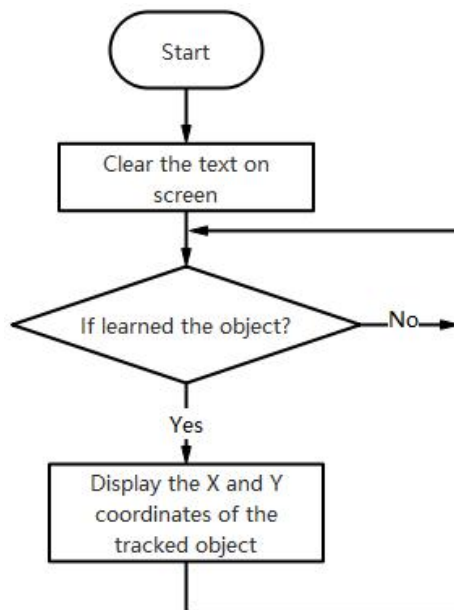 Start
Clear the text on
screen
If learned the object?
No
Yes
Display the X and Y
coordinates of the
tracked object